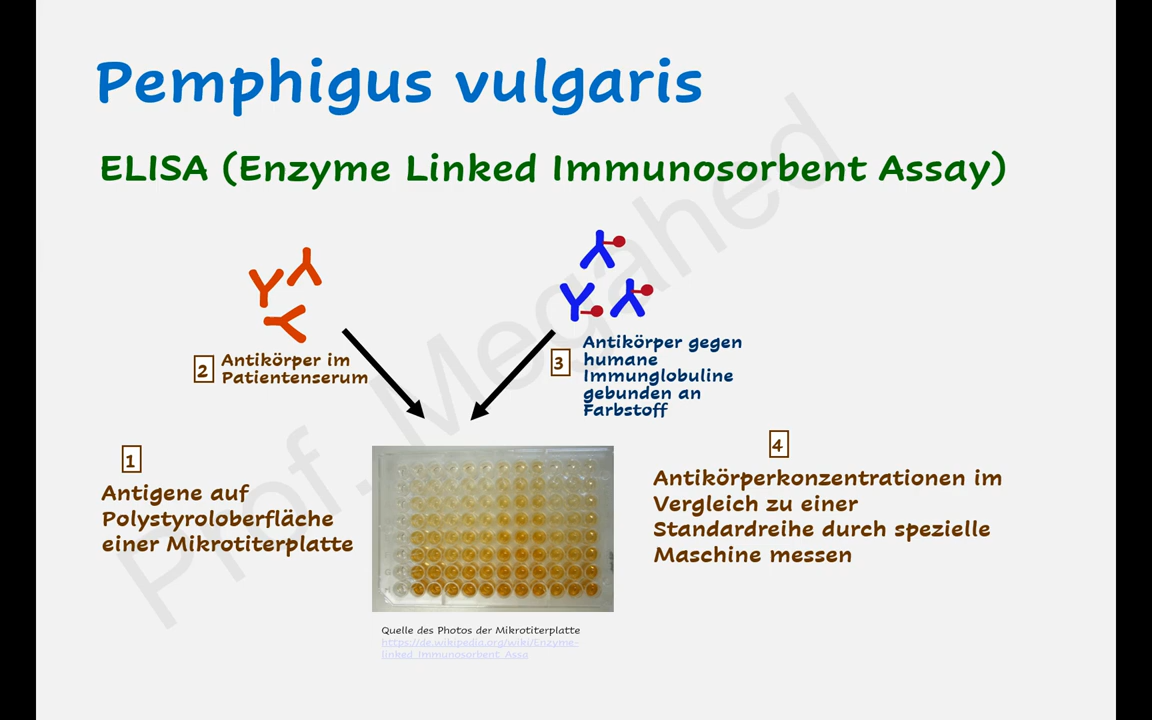 Pemphigus vulgaris
ELISA (Enzyme Linked Immunosorbent Assay)
2
Antikörper im
Patientenserum
3
Antikörper gegen
humane
Immunglobuline
gebunden an
Farbstoff
1
Antigene auf
Polystyroloberfläche
einer Mikrotiterplatte
4
Antikörperkonzentrationen im
Vergleich zu einer
Standardreihe durch spezielle
Maschine messen
Quelle des Photos der Mikrotiterplatte
https://de.wikipedia.org/wiki/Enzyme-
linked_Immunosorbent_Assa
Prof. Megahed